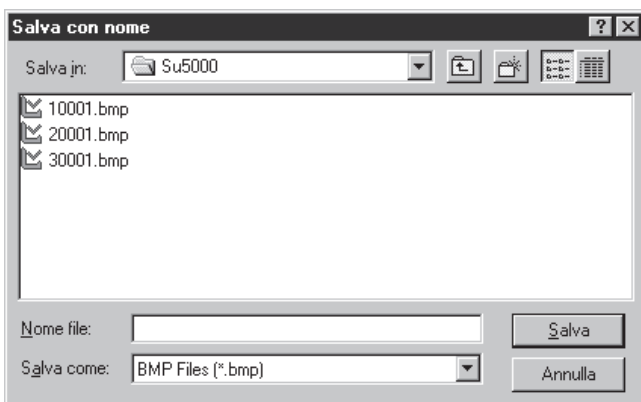 Salva con nome
Salva in: Su5000
10001.bmp
20001.bmp
30001.bmp
Nome file: Salva
Salva come: BMP Files (*.bmp) Annulla